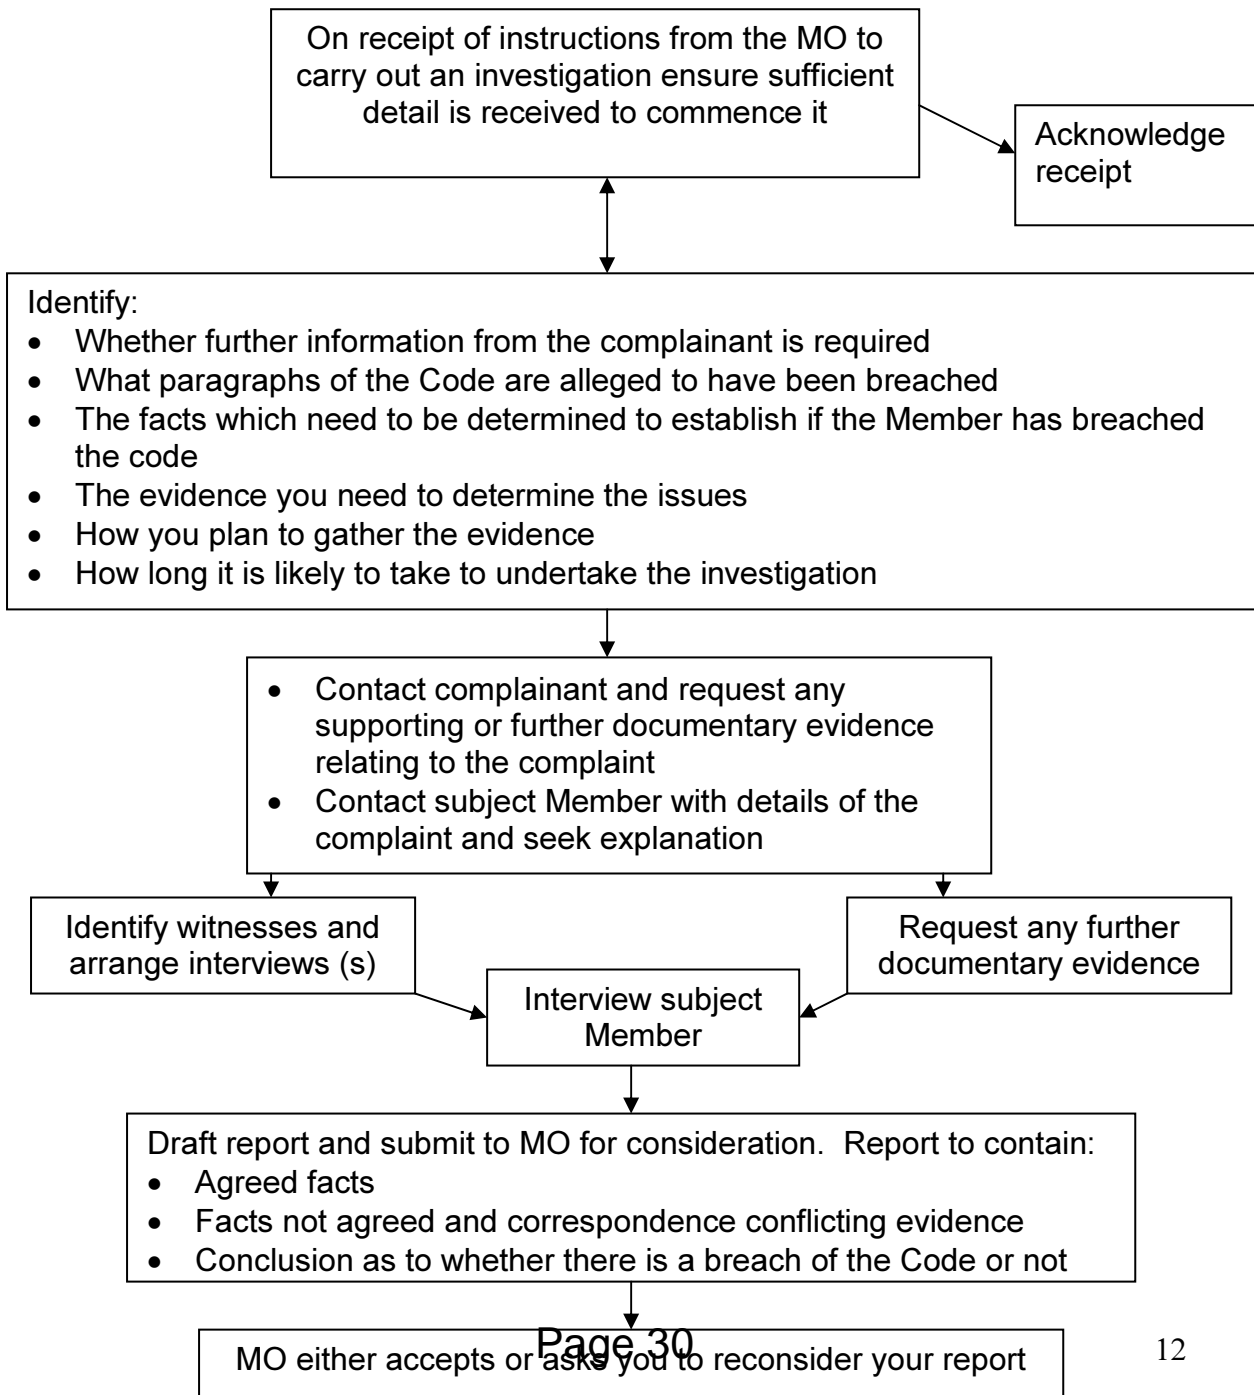 On receipt of instructions from the MO to
carry out an investigation ensure sufficient
detail is received to commence it
Acknowledge
receipt
Identify:
• Whether further information from the complainant is required
• What paragraphs of the Code are alleged to have been breached
• The facts which need to be determined to establish if the Member has breached
the code
• The evidence you need to determine the issues
• How you plan to gather the evidence
• How long it is likely to take to undertake the investigation
• Contact complainant and request any
supporting or further documentary evidence
relating to the complaint
• Contact subject Member with details of the
complaint and seek explanation
Identify witnesses and
arrange interviews (s)
Request any further
documentary evidence
Interview subject
Member
Draft report and submit to MO for consideration.  Report to contain:
• Agreed facts
• Facts not agreed and correspondence conflicting evidence
• Conclusion as to whether there is a breach of the Code or not
MO either accepts or asks you to reconsider your report
Page 30
12